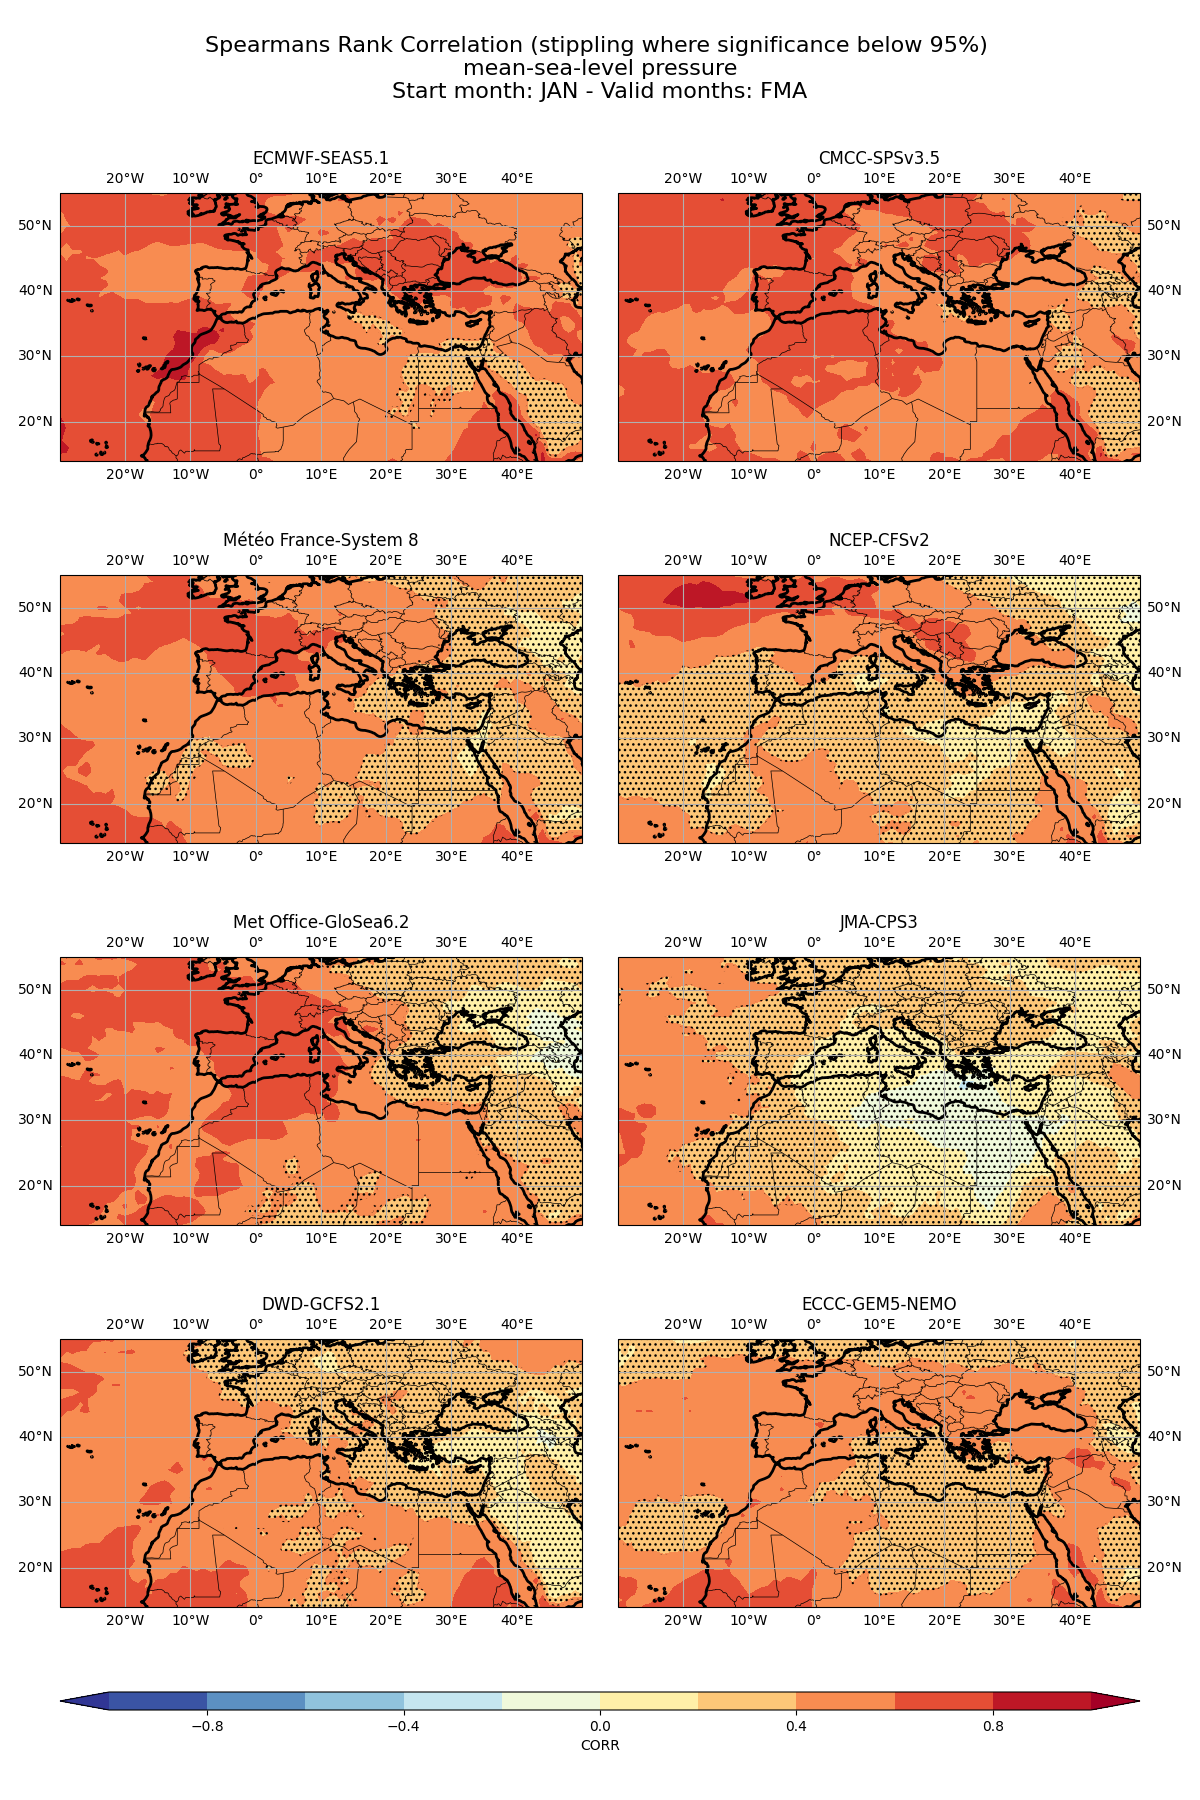 Spearmans Rank Correlation (stippling where significance below 95%)
mean-sea-level pressure
Start month: JAN - Valid months: FMA
ECMWF-SEAS5.1
20°W 10°W 0° 10°E 20°E 30°E 40°E
50°N
40°N
30°N
20°N
20°W 10°W 0° 10°E 20°E 30°E 40°E
CMCC-SPSv3.5
20°W 10°W 0° 10°E 20°E 30°E 40°E
50°N
40°N
30°N
20°N
20°W 10°W 0° 10°E 20°E 30°E 40°E
Météo France-System 8
20°W 10°W 0° 10°E 20°E 30°E 40°E
50°N
40°N
30°N
20°N
20°W 10°W 0° 10°E 20°E 30°E 40°E
NCEP-CFSv2
20°W 10°W 0° 10°E 20°E 30°E 40°E
50°N
40°N
30°N
20°N
20°W 10°W 0° 10°E 20°E 30°E 40°E
Met Office-GloSea6.2
20°W 10°W 0° 10°E 20°E 30°E 40°E
50°N
40°N
30°N
20°N
20°W 10°W 0° 10°E 20°E 30°E 40°E
JMA-CPS3
20°W 10°W 0° 10°E 20°E 30°E 40°E
50°N
40°N
30°N
20°N
20°W 10°W 0° 10°E 20°E 30°E 40°E
DWD-GCFS2.1
20°W 10°W 0° 10°E 20°E 30°E 40°E
50°N
40°N
30°N
20°N
20°W 10°W 0° 10°E 20°E 30°E 40°E
ECCC-GEM5-NEMO
20°W 10°W 0° 10°E 20°E 30°E 40°E
50°N
40°N
30°N
20°N
20°W 10°W 0° 10°E 20°E 30°E 40°E
−0.8 −0.4 0.0 0.4 0.8
CORR